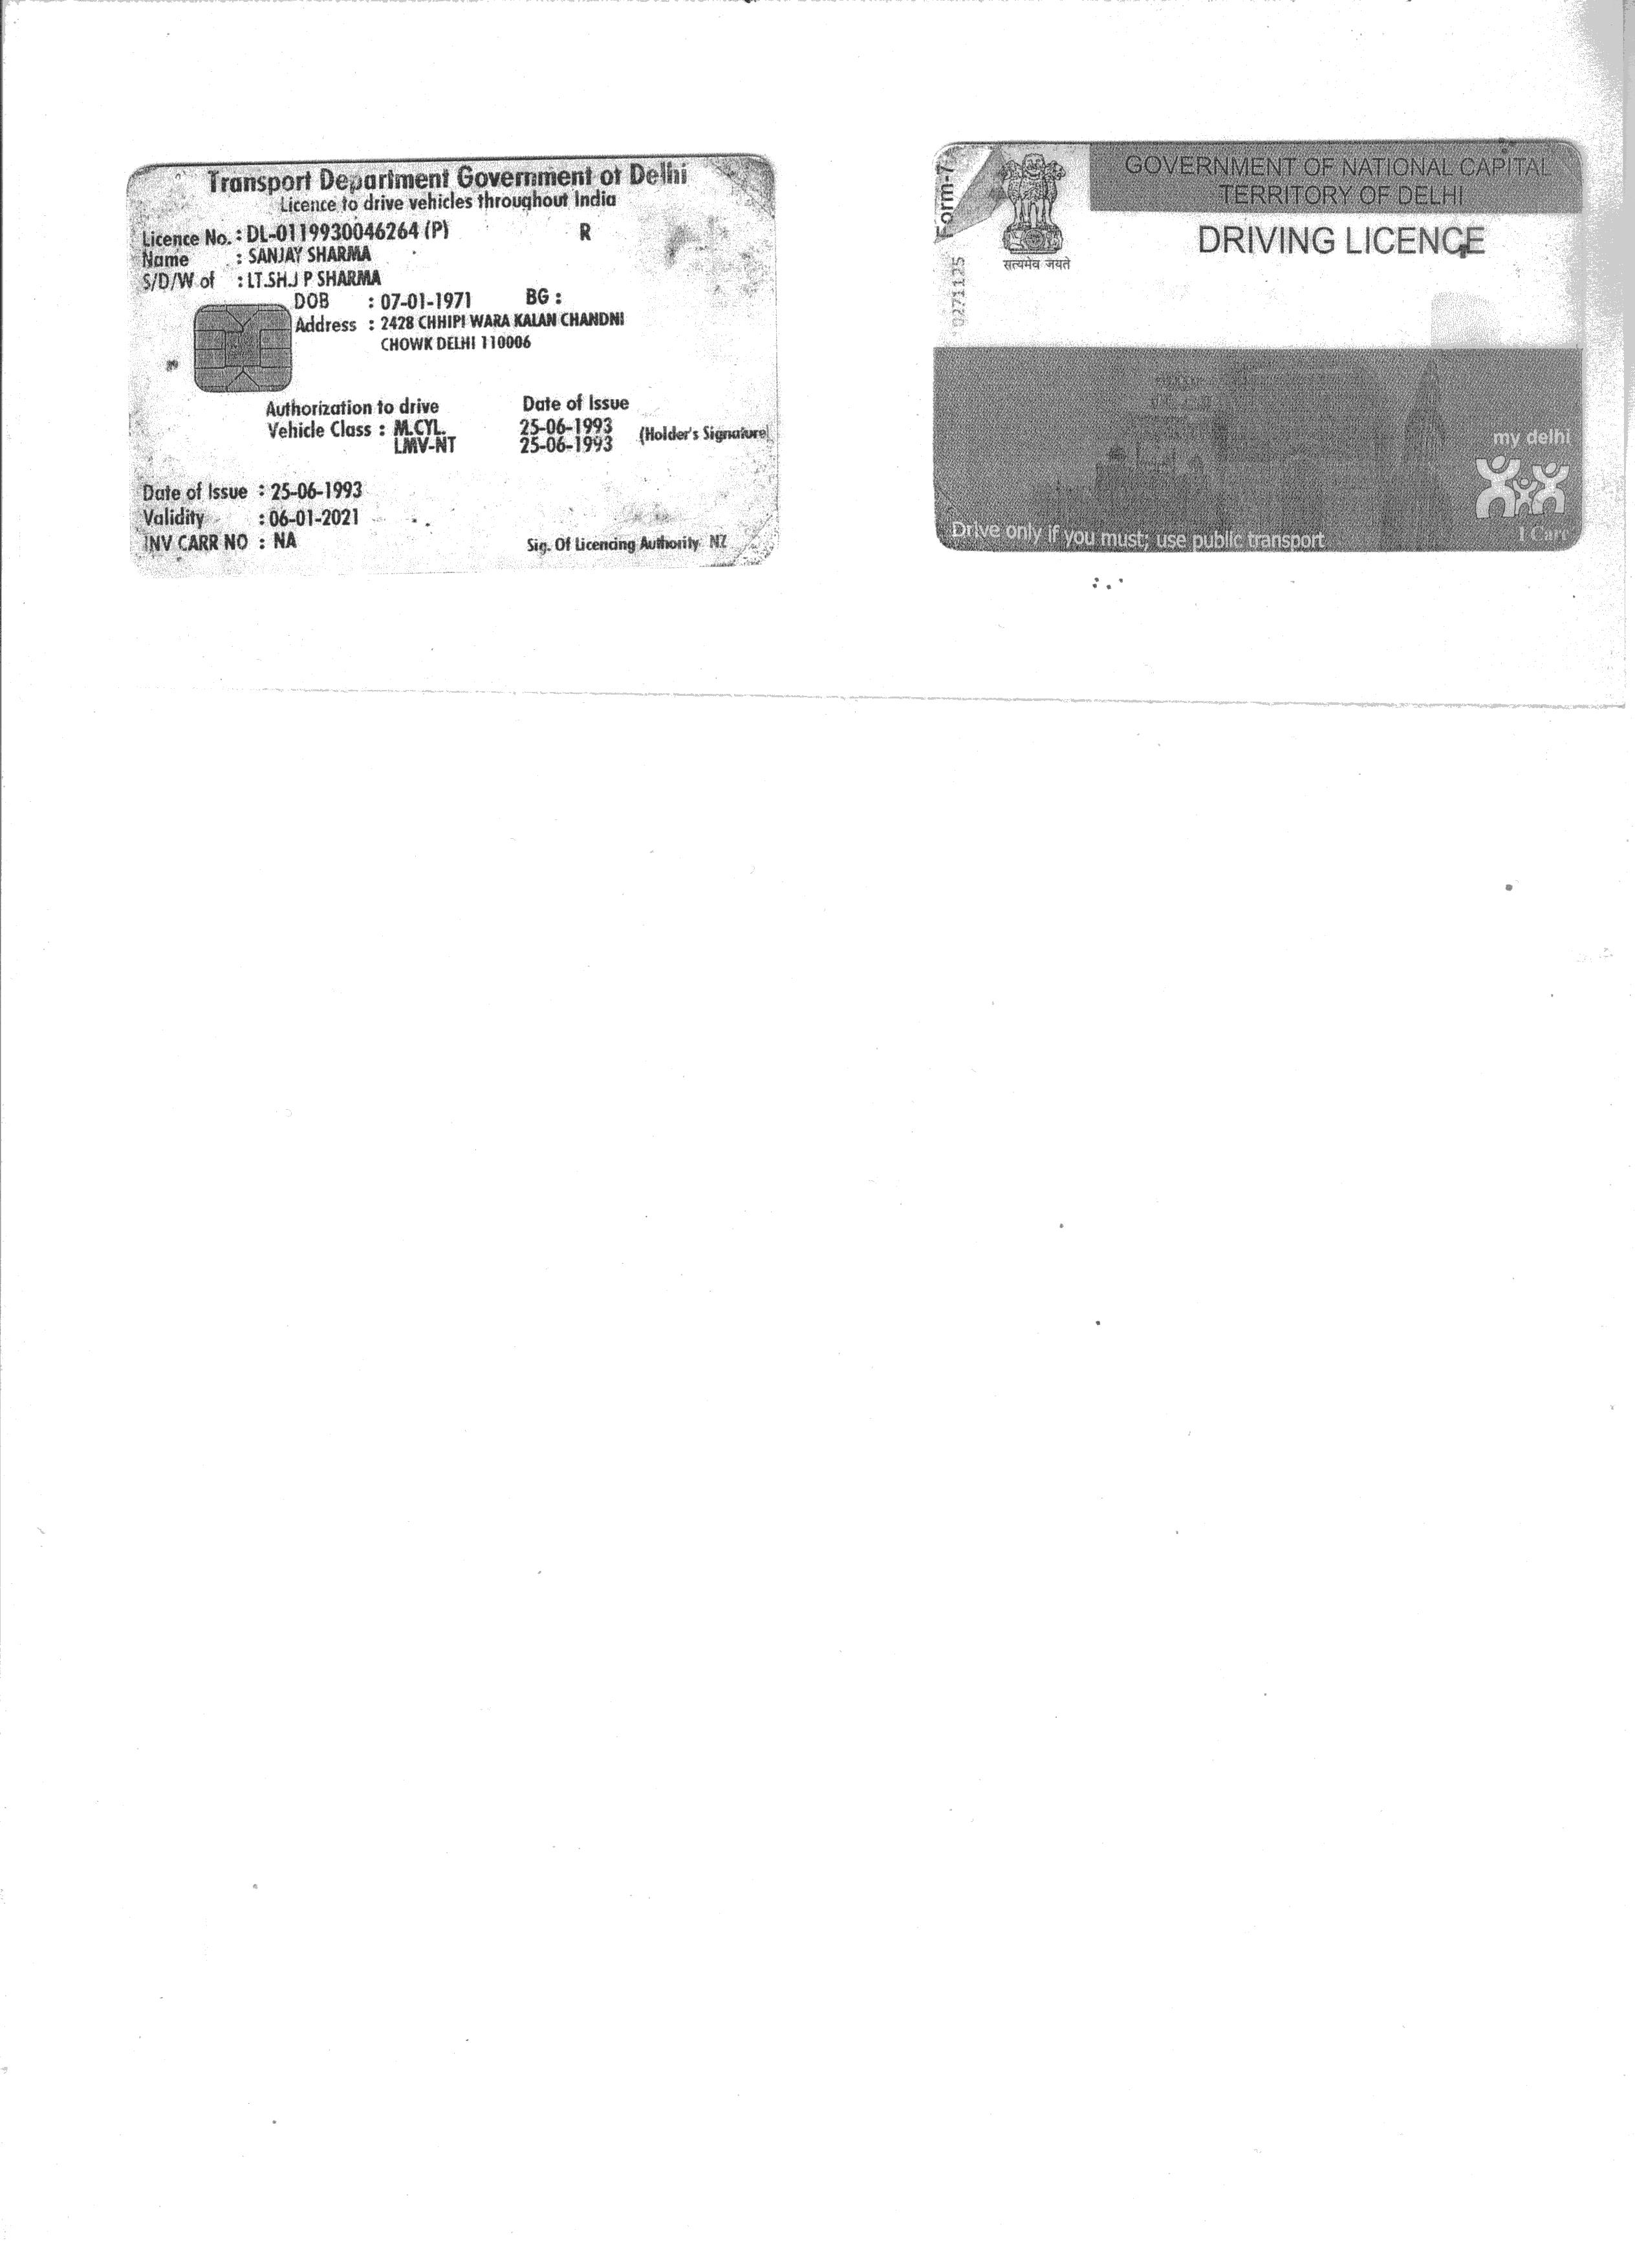 Transport Department Government of Delhi
Licence to drive vehicles throughout India
Licence No. : DL-0119930046264 (P) R
Name : SANJAY SHARMA
S/D/W of : LT.SH.J P SHARMA
DOB : 07-01-1971 BG :
Address : 2428 CHHIPI WARA KALAN CHANDNI
CHOWK DELHI 110006
Authorization to drive Date of Issue
Vehicle Class : M.CYL. 25-06-1993 (Holder's Signature)
LMV-NT 25-06-1993
Date of Issue : 25-06-1993
Validity : 06-01-2021
INV CARR NO : NA
Sig. Of Licencing Authority NZ
Form-7
0271125
सत्यमेव जयते
GOVERNMENT OF NATIONAL CAPITAL
TERRITORY OF DELHI
DRIVING LICENCE
my delhi
I Care
Drive only if you must; use public transport